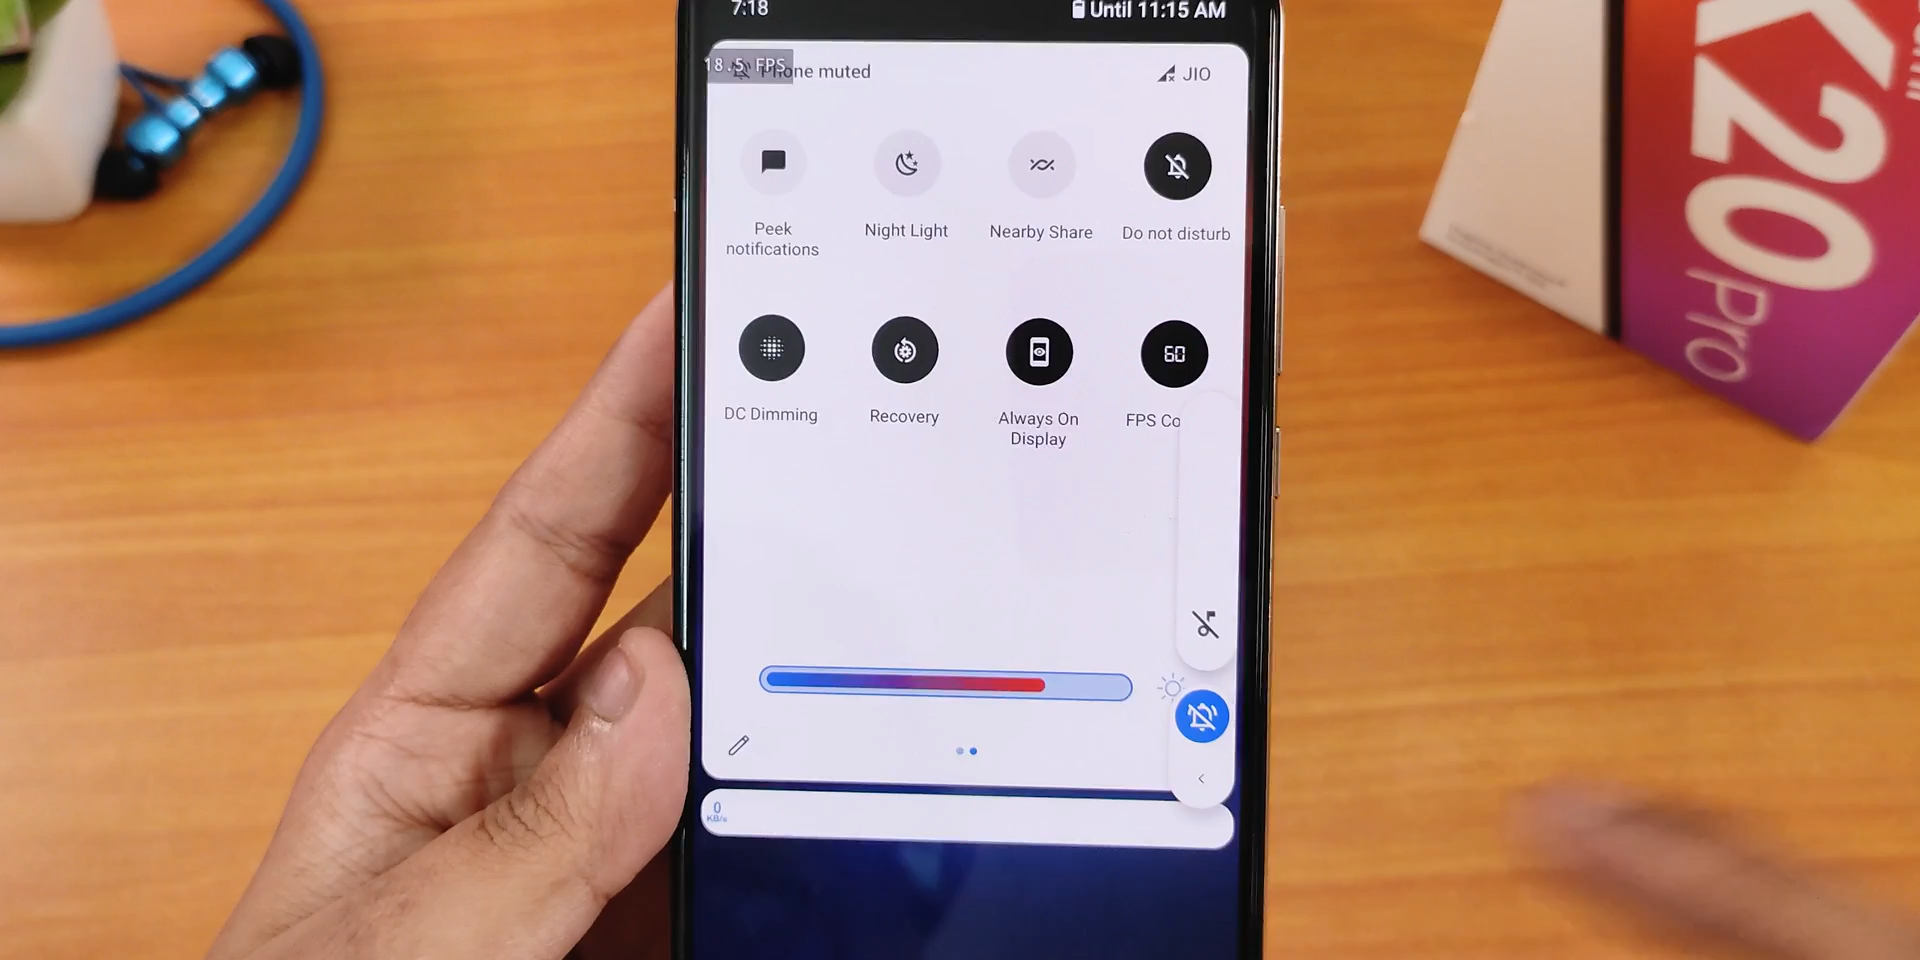 7:18
Until 11:15 AM
18.5 FPS
Phone muted
JIO
Peek
notifications
Night Light
Nearby Share
Do not disturb
60
DC Dimming
Recovery
Always On
Display
FPS Co
0
KB/s
K20
Pro